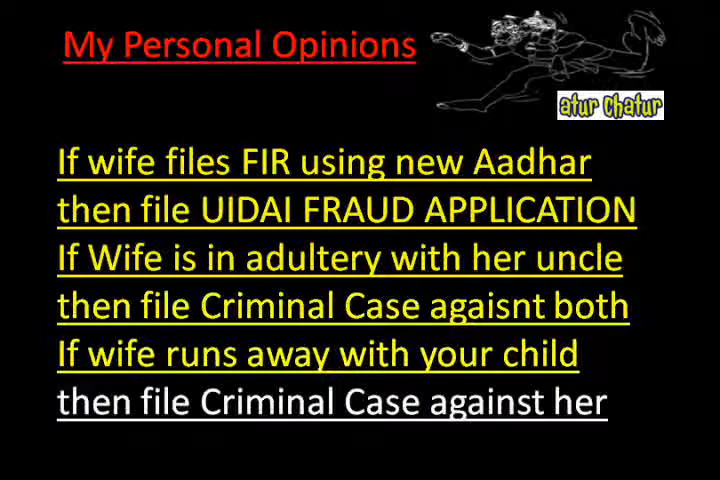 My Personal Opinions
atur Chatur
If wife files FIR using new Aadhar
then file UIDAI FRAUD APPLICATION
If Wife is in adultery with her uncle
then file Criminal Case agaisnt both
If wife runs away with your child
then file Criminal Case against her